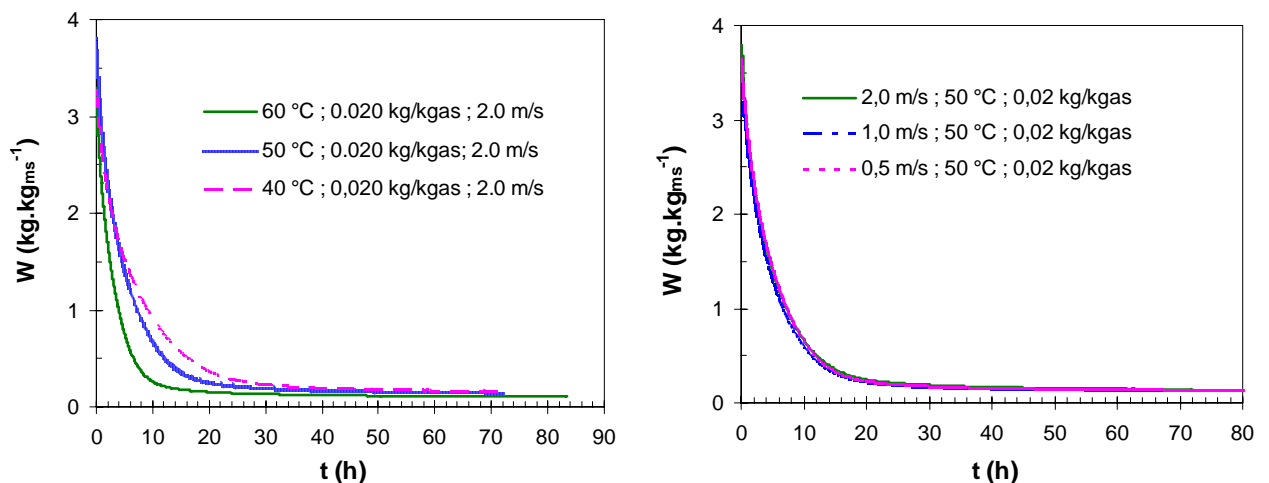 4
3
2
1
0
W (kg.kgms-1)
60 °C ; 0.020 kg/kgas ; 2.0 m/s
50 °C ; 0.020 kg/kgas; 2.0 m/s
40 °C ; 0,020 kg/kgas ; 2.0 m/s
0 10 20 30 40 50 60 70 80 90
t (h)
4
3
2
1
0
W (kg.kgms-1)
2,0 m/s ; 50 °C ; 0,02 kg/kgas
1,0 m/s ; 50 °C ; 0,02 kg/kgas
0,5 m/s ; 50 °C ; 0,02 kg/kgas
0 10 20 30 40 50 60 70 80
t (h)